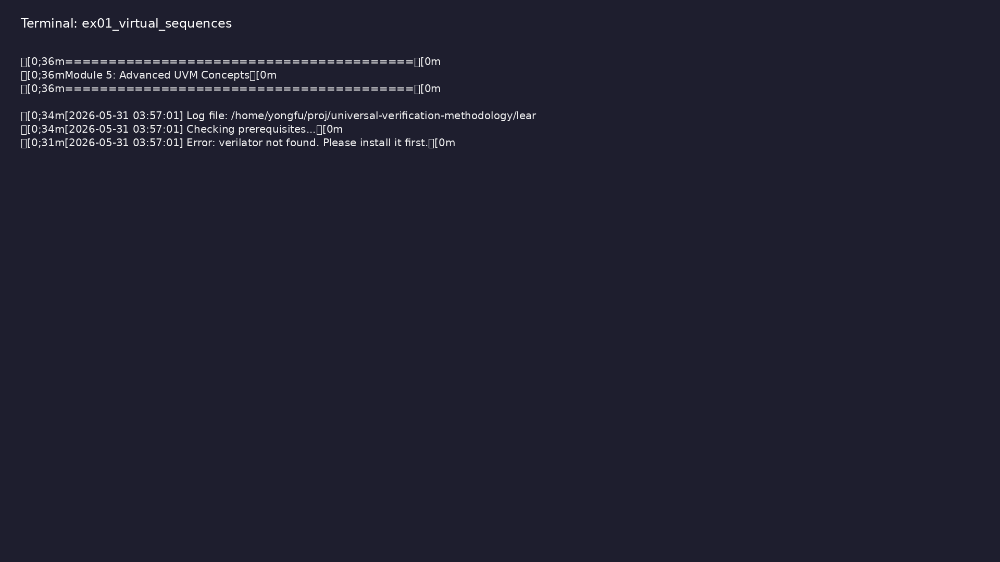 Terminal: ex01_virtual_sequences
▯[0;36m========================================▯[0m
▯[0;36mModule 5: Advanced UVM Concepts▯[0m
▯[0;36m========================================▯[0m
▯[0;34m[2026-05-31 03:57:01] Log file: /home/yongfu/proj/universal-verification-methodology/lear
▯[0;34m[2026-05-31 03:57:01] Checking prerequisites...▯[0m
▯[0;31m[2026-05-31 03:57:01] Error: verilator not found. Please install it first.▯[0m